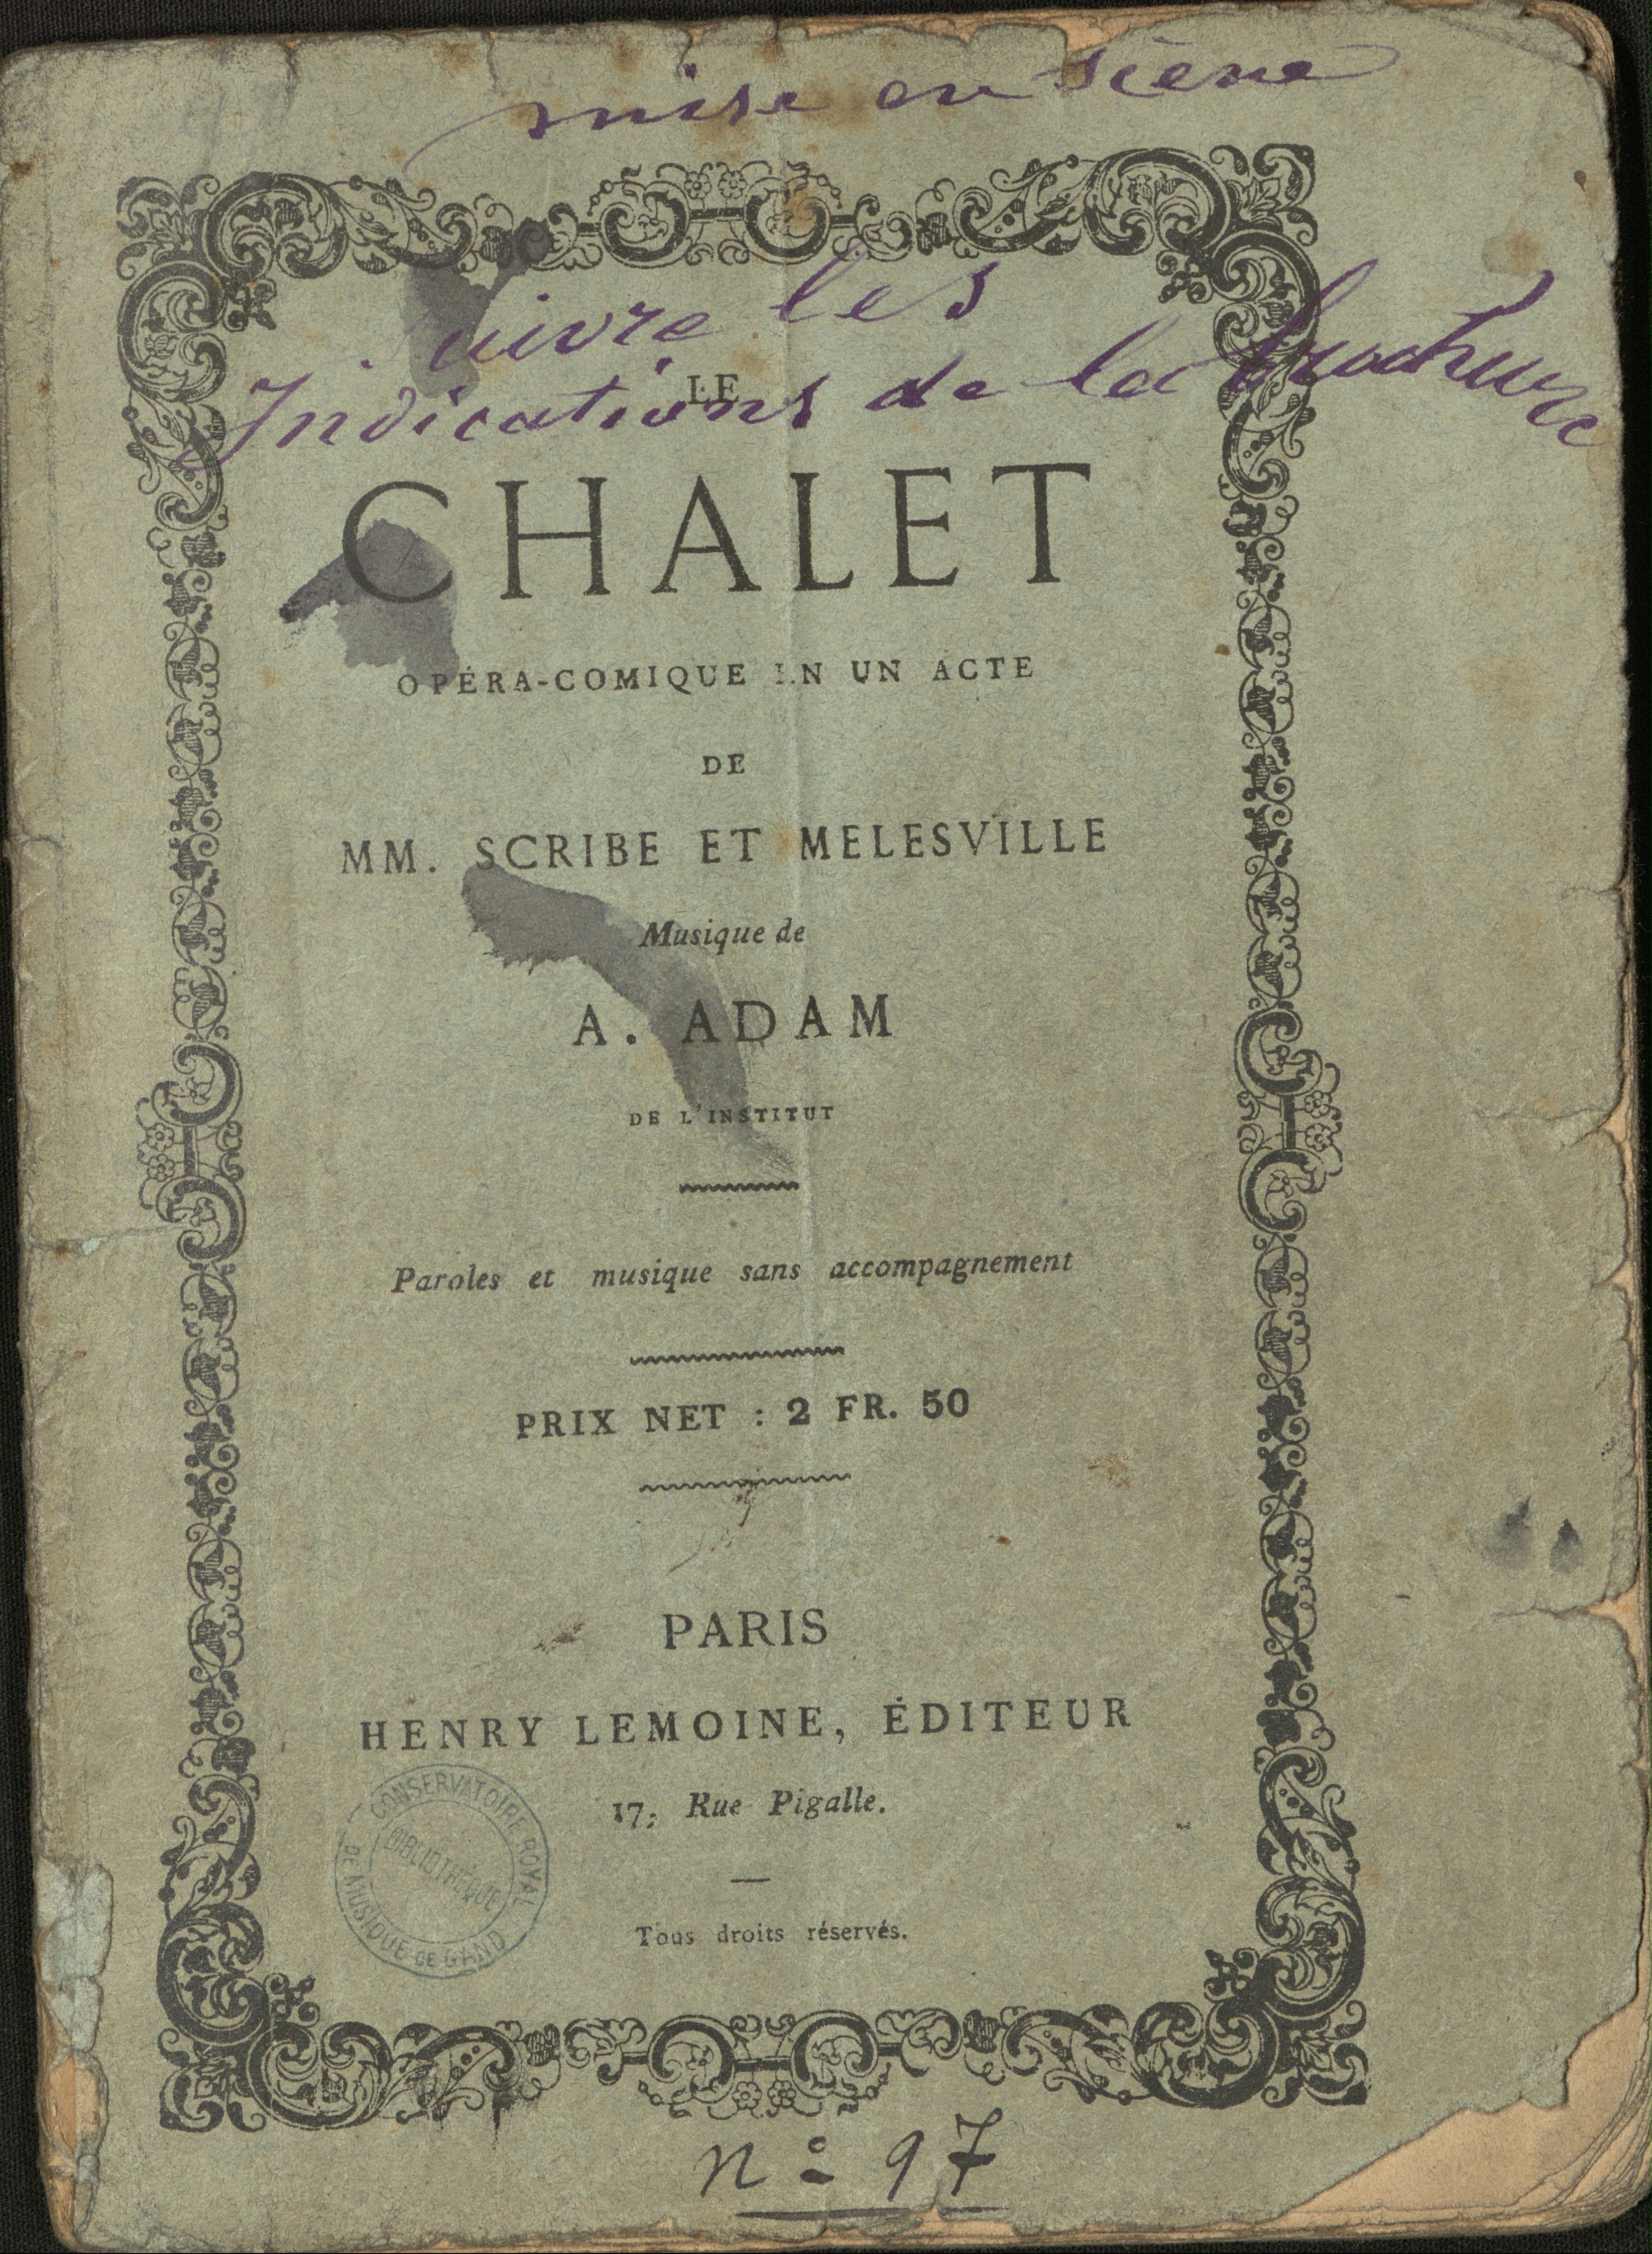 mise en scène
uivre les
Indications de la brochure
LE
CHALET
OPÉRA-COMIQUE EN UN ACTE
DE
MM. SCRIBE ET MELESVILLE
Musique de
A. ADAM
DE L'INSTITUT
Paroles et musique sans accompagnement
PRIX NET : 2 FR. 50
PARIS
HENRY LEMOINE, ÉDITEUR
17, Rue Pigalle.
CONSERVATOIRE ROYAL
DE MUSIQUE DE GAND
BIBLIOTHÈQUE
Tous droits réservés.
n° 97